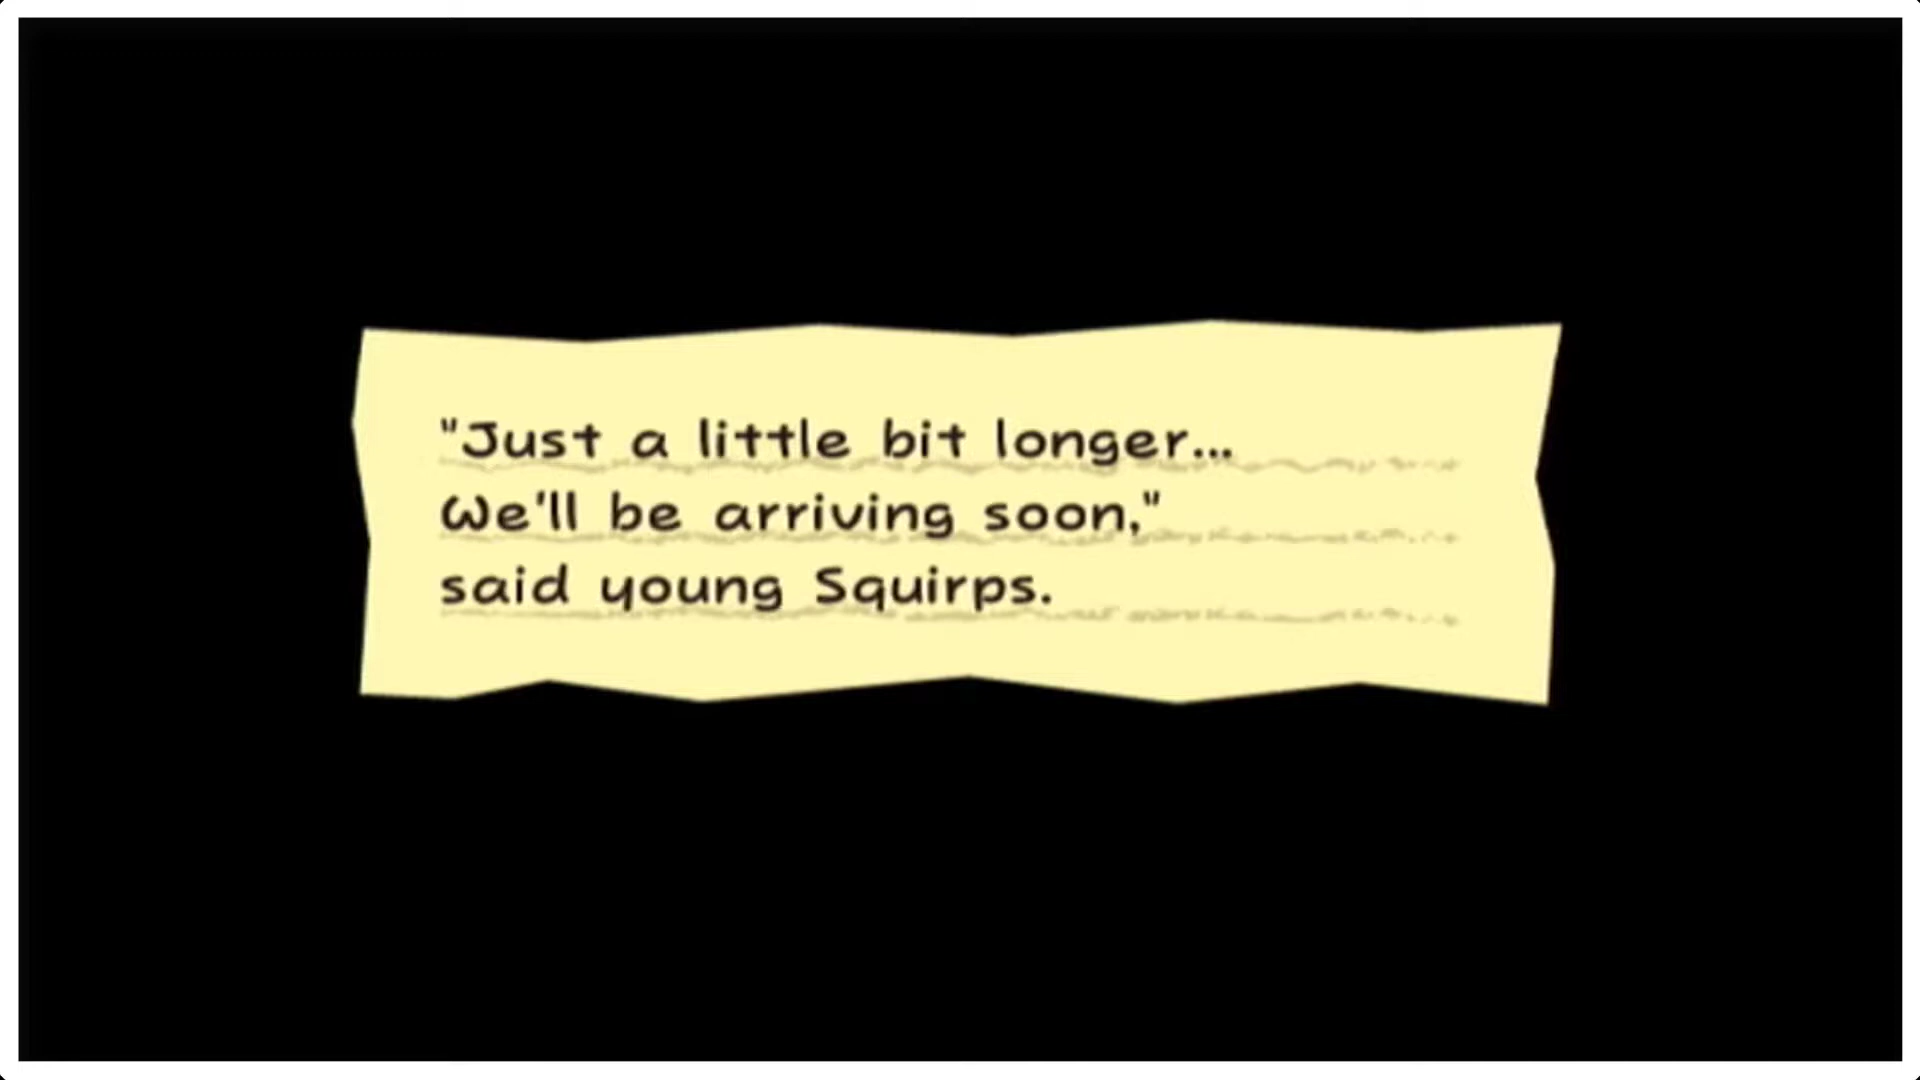 "Just a little bit longer...
We'll be arriving soon,"
said young Squirps.